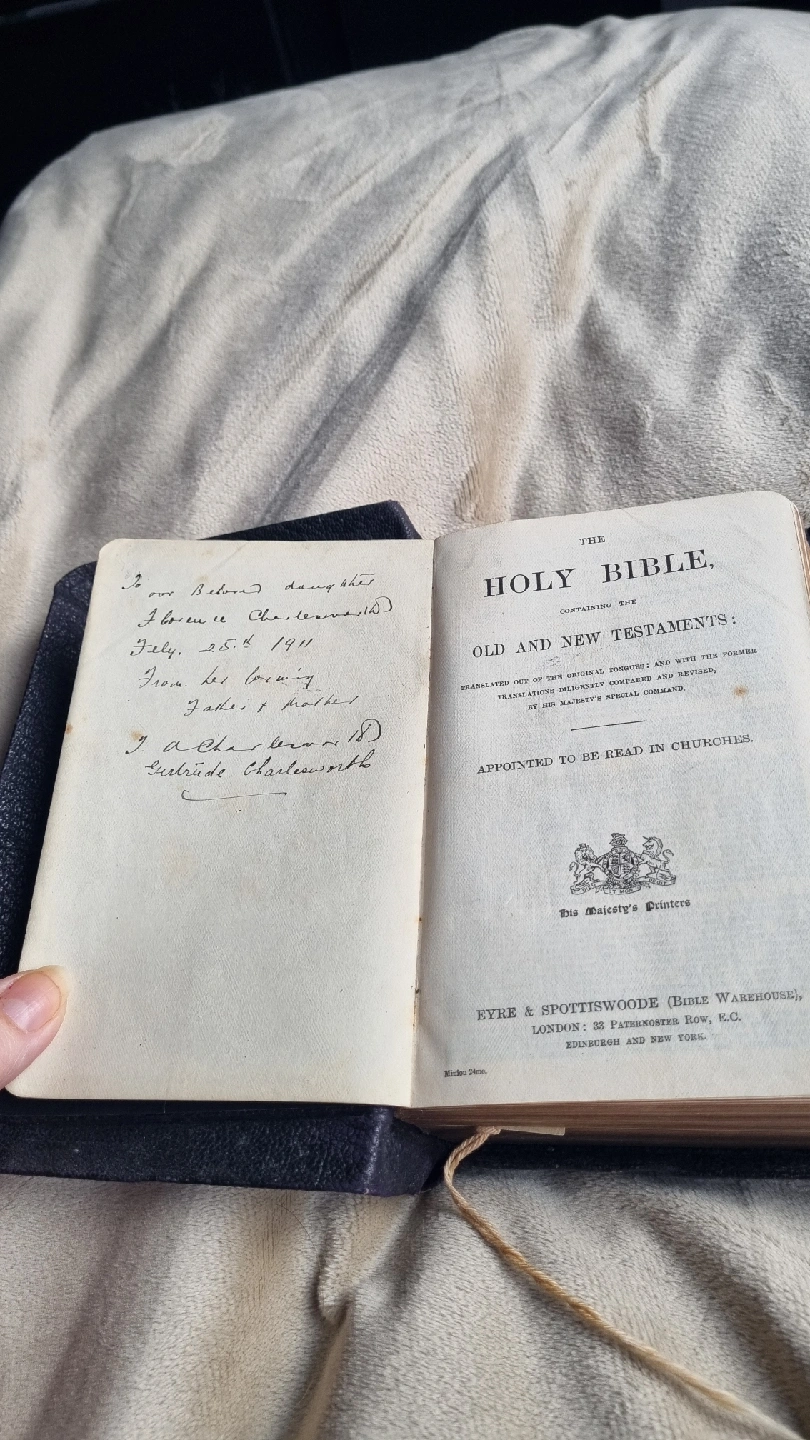 To our Beloved daughter
Florence Charlesworth
Feby. 25th 1911
From her loving
Father & Mother
J A Charlesworth
Gertrude Charlesworth
THE
HOLY BIBLE,
CONTAINING THE
OLD AND NEW TESTAMENTS:
TRANSLATED OUT OF THE ORIGINAL TONGUES: AND WITH THE FORMER
TRANSLATIONS DILIGENTLY COMPARED AND REVISED,
BY HIS MAJESTY'S SPECIAL COMMAND.
APPOINTED TO BE READ IN CHURCHES.
His Majesty's Printers
EYRE & SPOTTISWOODE (BIBLE WAREHOUSE),
LONDON: 33 PATERNOSTER ROW, E.C.
EDINBURGH AND NEW YORK.
24mo.